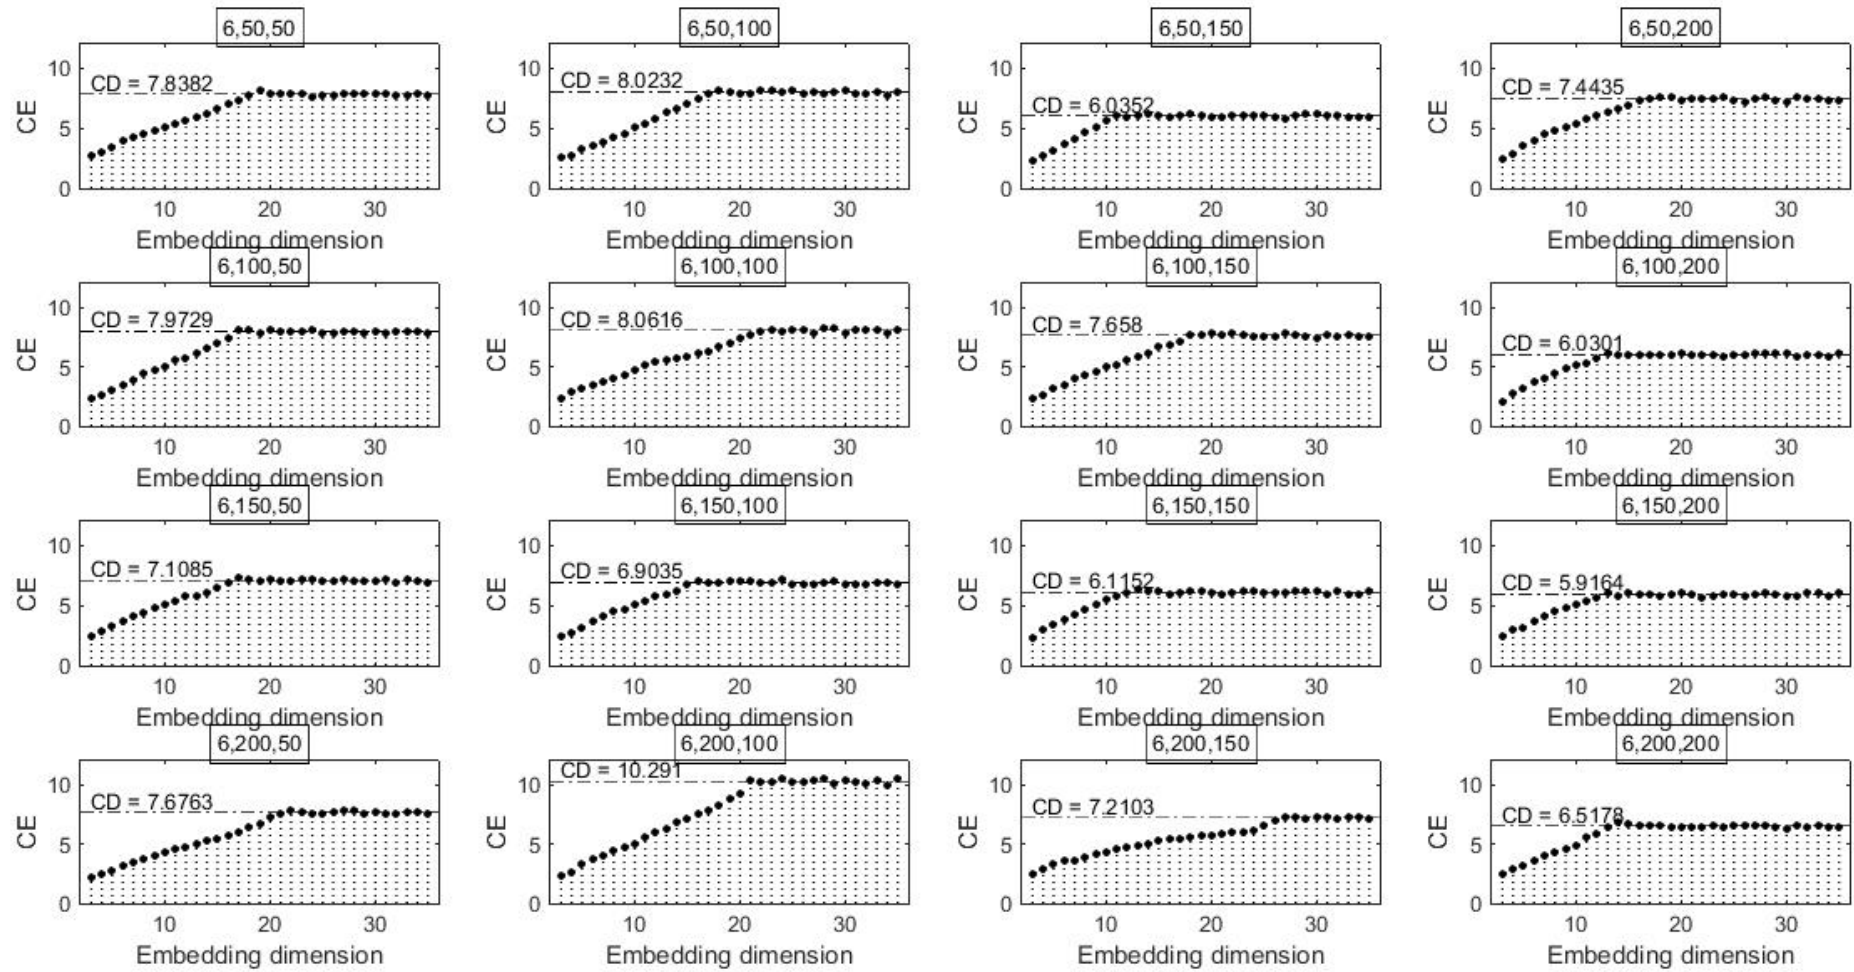 6,50,50
CE
10
5
0
CD = 7.8382
10 20 30
Embedding dimension
6,50,100
CE
10
5
0
CD = 8.0232
10 20 30
Embedding dimension
6,50,150
CE
10
5
0
CD = 6.0352
10 20 30
Embedding dimension
6,50,200
CE
10
5
0
CD = 7.4435
10 20 30
Embedding dimension
6,100,50
CE
10
5
0
CD = 7.9729
10 20 30
Embedding dimension
6,100,100
CE
10
5
0
CD = 8.0616
10 20 30
Embedding dimension
6,100,150
CE
10
5
0
CD = 7.658
10 20 30
Embedding dimension
6,100,200
CE
10
5
0
CD = 6.0301
10 20 30
Embedding dimension
6,150,50
CE
10
5
0
CD = 7.1085
10 20 30
Embedding dimension
6,150,100
CE
10
5
0
CD = 6.9035
10 20 30
Embedding dimension
6,150,150
CE
10
5
0
CD = 6.1152
10 20 30
Embedding dimension
6,150,200
CE
10
5
0
CD = 5.9164
10 20 30
Embedding dimension
6,200,50
CE
10
5
0
CD = 7.6763
10 20 30
Embedding dimension
6,200,100
CE
10
5
0
CD = 10.291
10 20 30
Embedding dimension
6,200,150
CE
10
5
0
CD = 7.2103
10 20 30
Embedding dimension
6,200,200
CE
10
5
0
CD = 6.5178
10 20 30
Embedding dimension